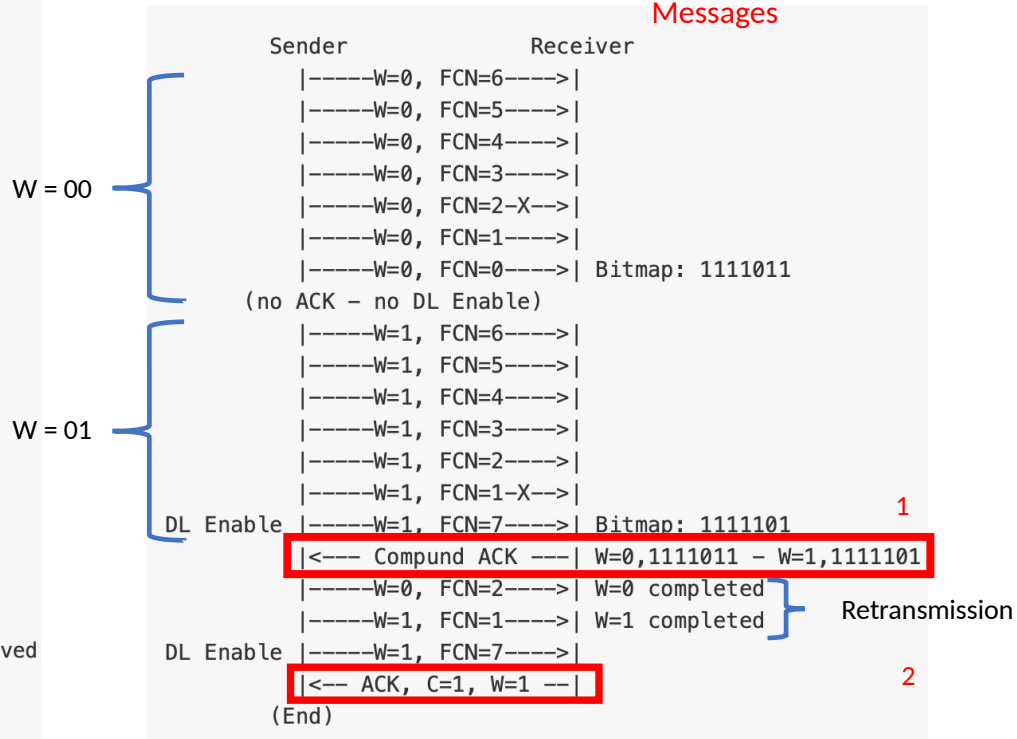 Messages
Sender Receiver
|-----W=0, FCN=6---->|
|-----W=0, FCN=5---->|
|-----W=0, FCN=4---->|
|-----W=0, FCN=3---->|
W = 00
|-----W=0, FCN=2-X-->|
|-----W=0, FCN=1---->|
|-----W=0, FCN=0---->| Bitmap: 1111011
(no ACK – no DL Enable)
|-----W=1, FCN=6---->|
|-----W=1, FCN=5---->|
|-----W=1, FCN=4---->|
|-----W=1, FCN=3---->|
W = 01
|-----W=1, FCN=2---->|
|-----W=1, FCN=1-X-->|
1
DL Enable |-----W=1, FCN=7---->| Bitmap: 1111101
|<--- Compund ACK ---| W=0,1111011 – W=1,1111101
|-----W=0, FCN=2---->| W=0 completed
Retransmission
|-----W=1, FCN=1---->| W=1 completed
ved
DL Enable |-----W=1, FCN=7---->|
2
|<-- ACK, C=1, W=1 --|
(End)